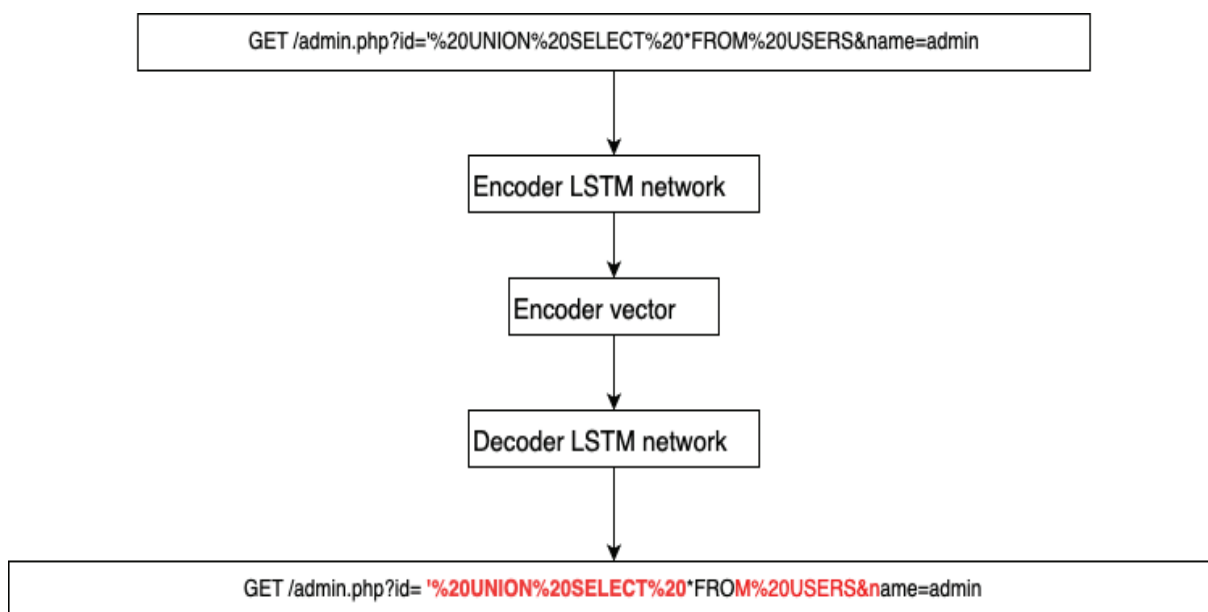 GET /admin.php?id='%20UNION%20SELECT%20*FROM%20USERS&name=admin
Encoder LSTM network
Encoder vector
Decoder LSTM network
GET /admin.php?id= '%20UNION%20SELECT%20*FROM%20USERS&name=admin